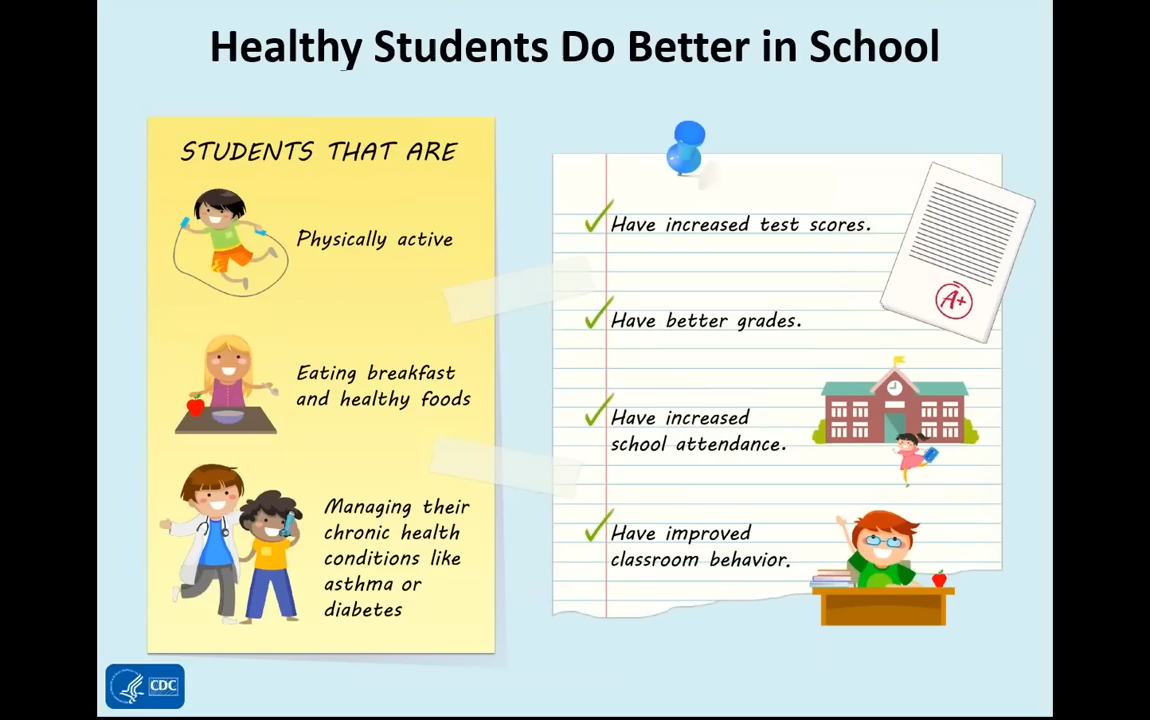 Healthy Students Do Better in School
STUDENTS THAT ARE
Physically active
Eating breakfast
and healthy foods
Managing their
chronic health
conditions like
asthma or
diabetes
Have increased test scores.
A+
Have better grades.
Have increased
school attendance.
Have improved
classroom behavior.
CDC